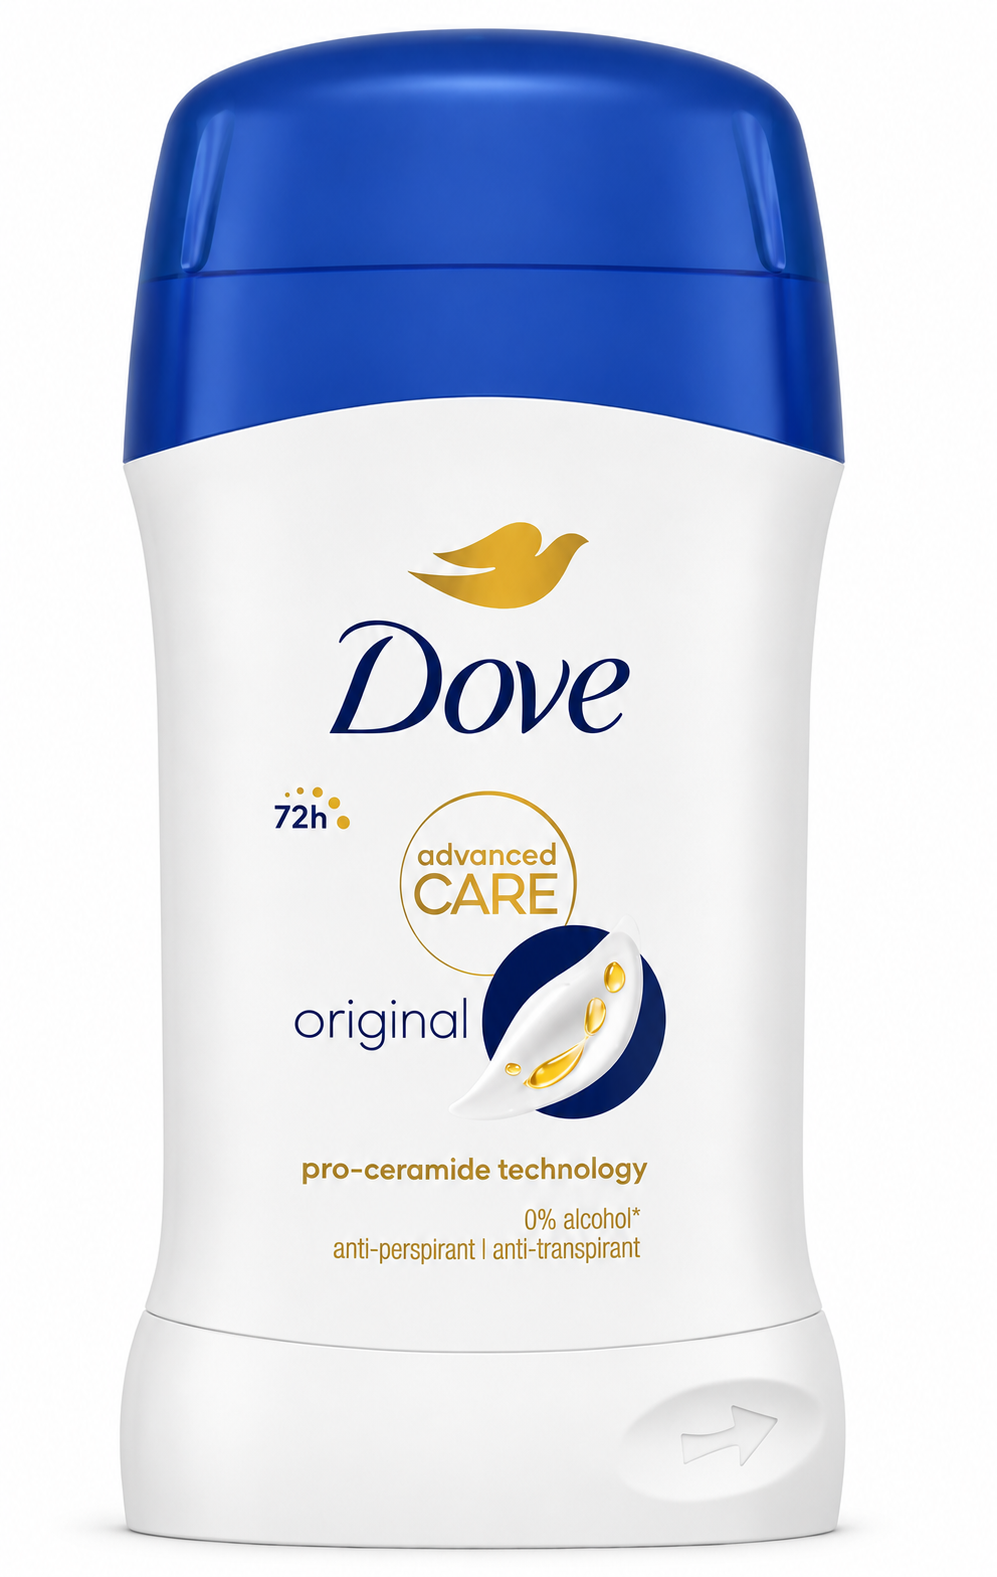 Dove
72h
advanced
CARE
original
pro-ceramide technology
0% alcohol*
anti-perspirant | anti-transpirant